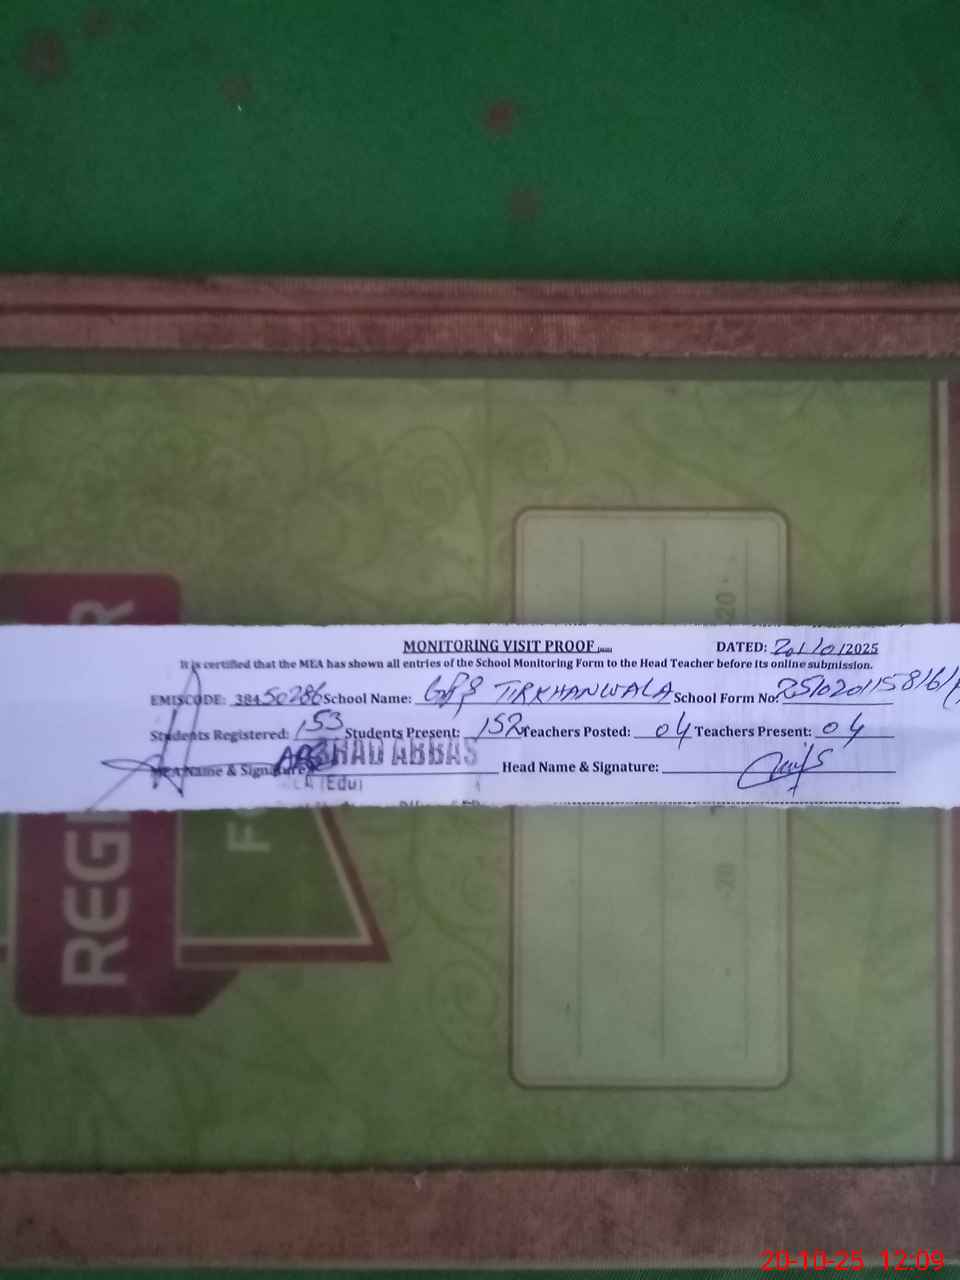 MONITORING VISIT PROOF
DATED: 20/10/2025
It is certified that the MEA has shown all entries of the School Monitoring Form to the Head Teacher before its online submission.
EMISCODE: 38450286 School Name: GPS TIRKHANWALA School Form No:
Students Registered: 153 Students Present: 152 Teachers Posted: 04 Teachers Present: 04
MEA Name & Signature: ARSHAD ABBAS Head Name & Signature:
(Edu)
REG
20-10-25 12:09